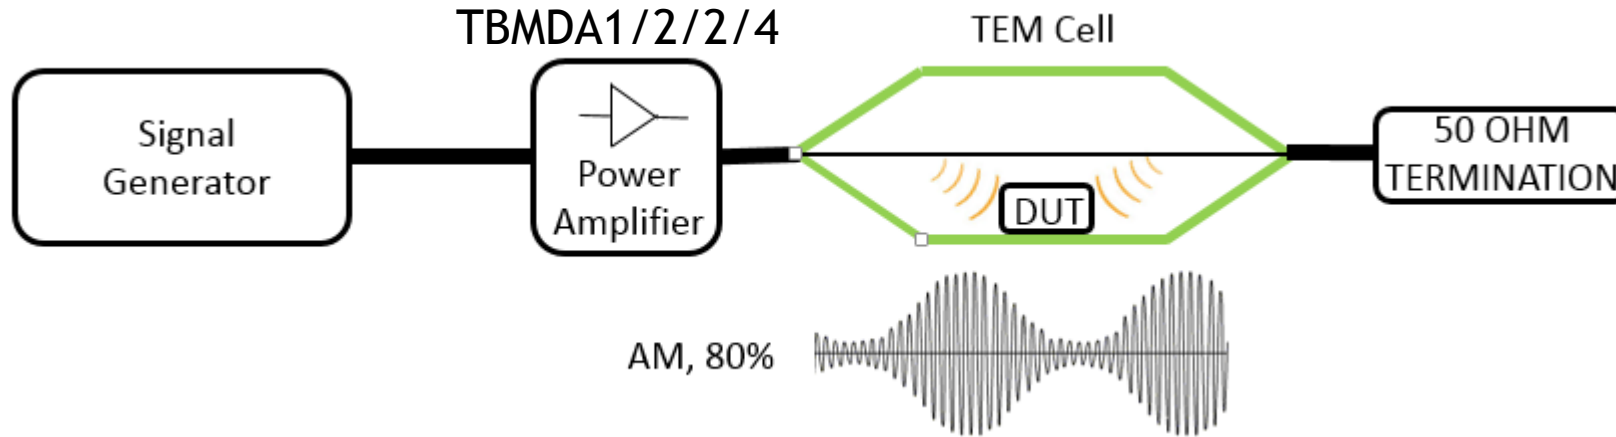 TBMDA1/2/2/4
TEM Cell
Signal
Generator
Power
Amplifier
DUT
50 OHM
TERMINATION
AM, 80%